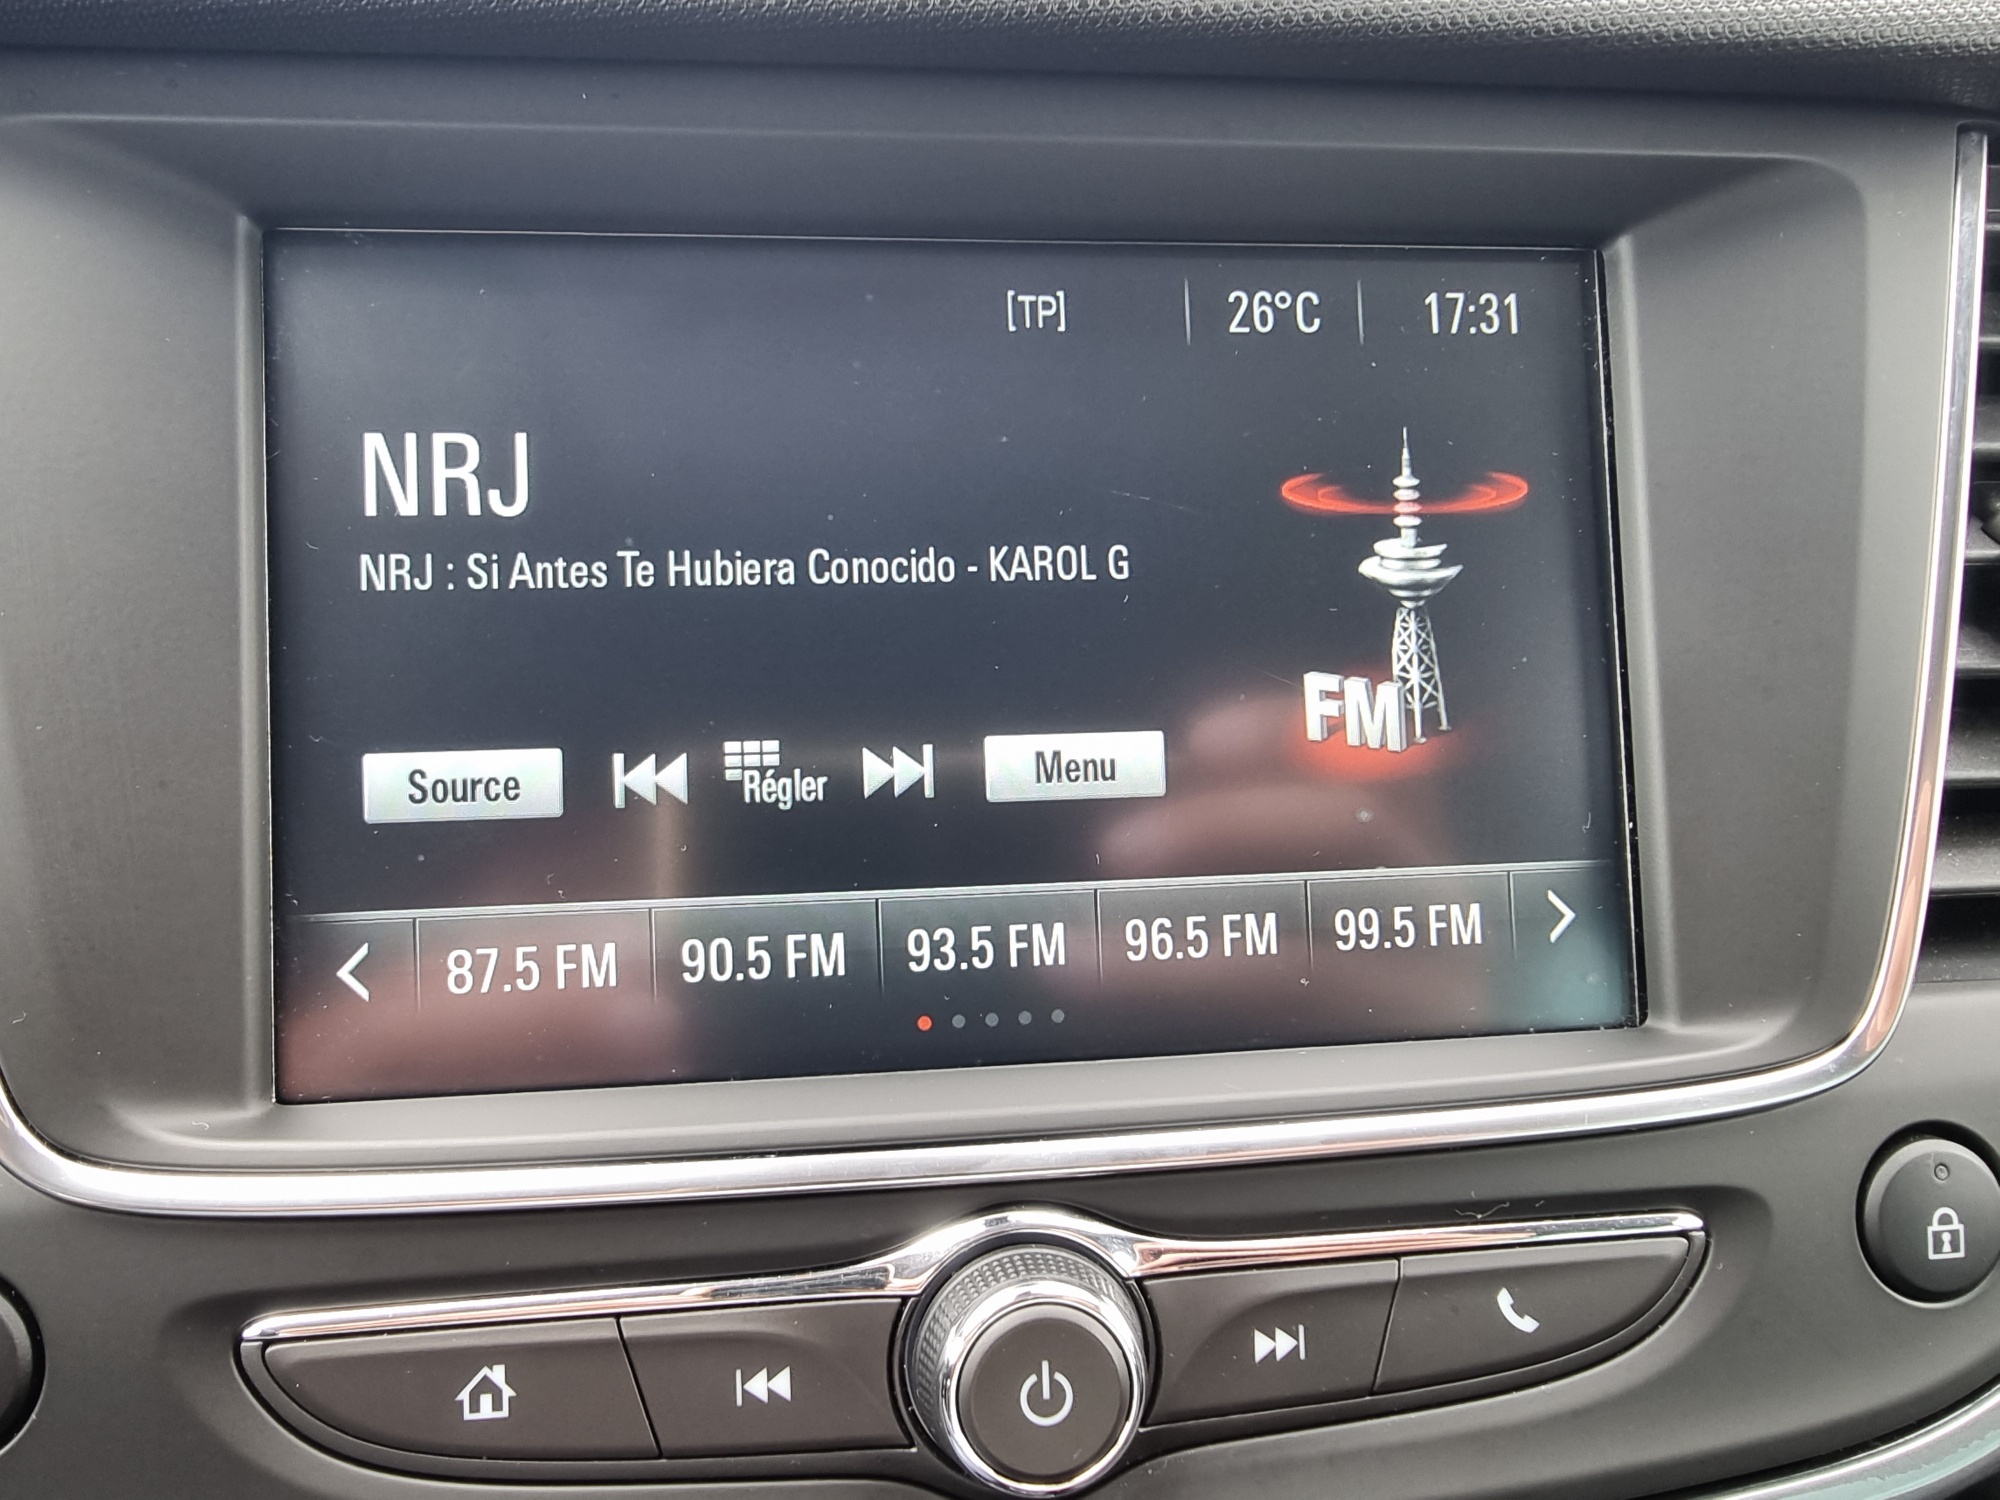 [TP] 26°C 17:31
NRJ
NRJ : Si Antes Te Hubiera Conocido - KAROL G
FM
Source Régler Menu
87.5 FM 90.5 FM 93.5 FM 96.5 FM 99.5 FM